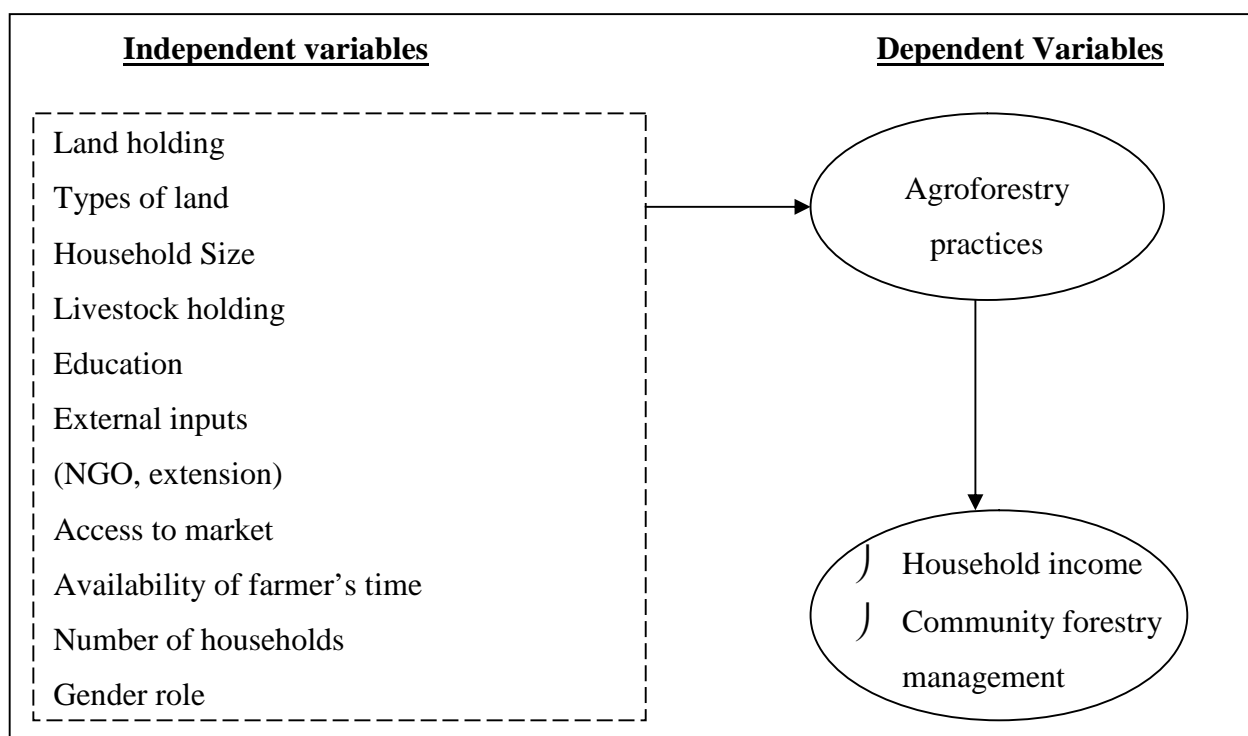 Independent variables
Land holding
Types of land
Household Size
Livestock holding
Education
External inputs
(NGO, extension)
Access to market
Availability of farmer’s time
Number of households
Gender role
Dependent Variables
Agroforestry
practices
Household income
Community forestry
management